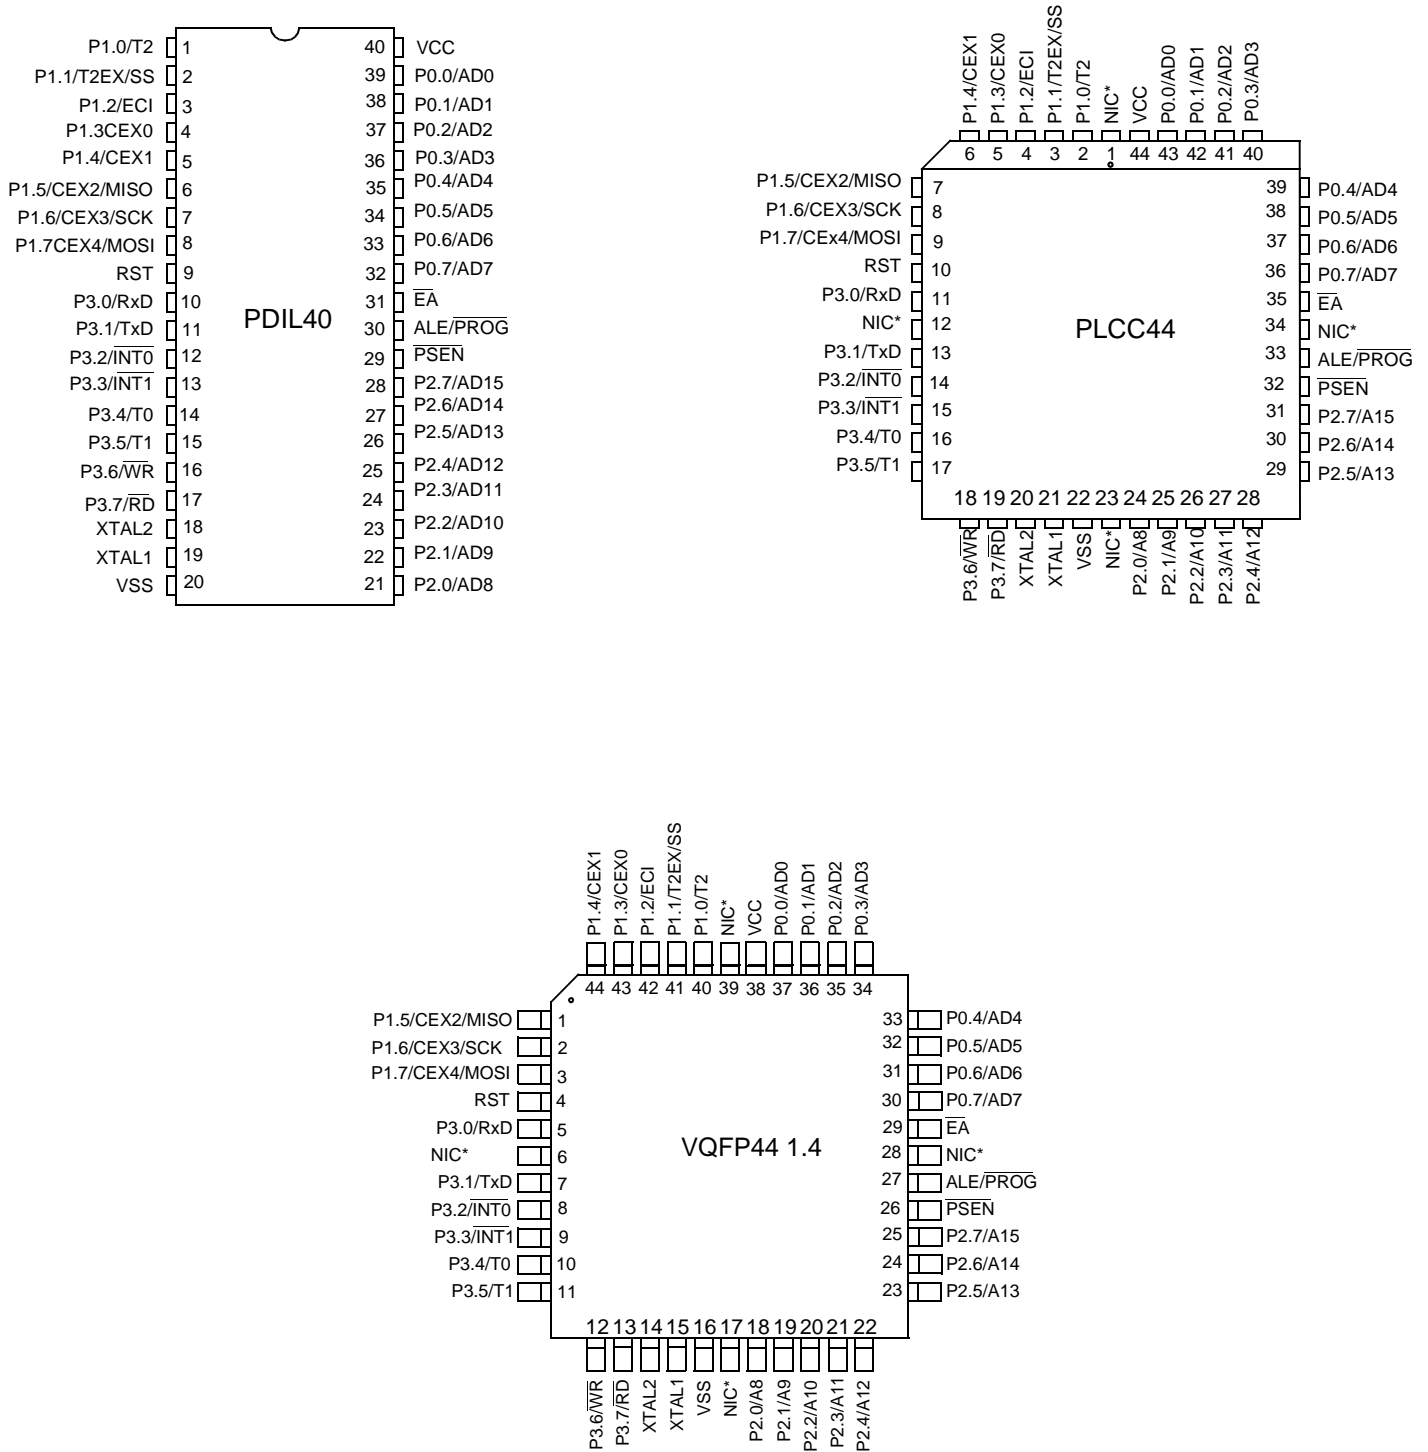 P1.0/T2 1 40 VCC
P1.1/T2EX/SS 2 39 P0.0/AD0
P1.2/ECI 3 38 P0.1/AD1
P1.3CEX0 4 37 P0.2/AD2
P1.4/CEX1 5 36 P0.3/AD3
P1.5/CEX2/MISO 6 35 P0.4/AD4
P1.6/CEX3/SCK 7 34 P0.5/AD5
P1.7CEX4/MOSI 8 33 P0.6/AD6
RST 9 32 P0.7/AD7
P3.0/RxD 10 31 EA
P3.1/TxD 11 30 ALE/PROG
PDIL40
P3.2/INT0 12 29 PSEN
P3.3/INT1 13 28 P2.7/AD15
P3.4/T0 14 27 P2.6/AD14
P3.5/T1 15 26 P2.5/AD13
P3.6/WR 16 25 P2.4/AD12
P3.7/RD 17 24 P2.3/AD11
XTAL2 18 23 P2.2/AD10
XTAL1 19 22 P2.1/AD9
VSS 20 21 P2.0/AD8
P1.4/CEX1 P1.3/CEX0 P1.2/ECI P1.1/T2EX/SS P1.0/T2 NIC* VCC P0.0/AD0 P0.1/AD1 P0.2/AD2 P0.3/AD3
6 5 4 3 2 1 44 43 42 41 40
P1.5/CEX2/MISO 7 39 P0.4/AD4
P1.6/CEX3/SCK 8 38 P0.5/AD5
P1.7/CEx4/MOSI 9 37 P0.6/AD6
RST 10 36 P0.7/AD7
P3.0/RxD 11 35 EA
NIC* 12 34 NIC*
PLCC44
P3.1/TxD 13 33 ALE/PROG
P3.2/INT0 14 32 PSEN
P3.3/INT1 15 31 P2.7/A15
P3.4/T0 16 30 P2.6/A14
P3.5/T1 17 29 P2.5/A13
18 19 20 21 22 23 24 25 26 27 28
P3.6/WR P3.7/RD XTAL2 XTAL1 VSS NIC* P2.0/A8 P2.1/A9 P2.2/A10 P2.3/A11 P2.4/A12
P1.4/CEX1 P1.3/CEX0 P1.2/ECI P1.1/T2EX/SS P1.0/T2 NIC* VCC P0.0/AD0 P0.1/AD1 P0.2/AD2 P0.3/AD3
44 43 42 41 40 39 38 37 36 35 34
P1.5/CEX2/MISO 1 33 P0.4/AD4
P1.6/CEX3/SCK 2 32 P0.5/AD5
P1.7/CEX4/MOSI 3 31 P0.6/AD6
RST 4 30 P0.7/AD7
P3.0/RxD 5 29 EA
NIC* 6 28 NIC*
VQFP44 1.4
P3.1/TxD 7 27 ALE/PROG
P3.2/INT0 8 26 PSEN
P3.3/INT1 9 25 P2.7/A15
P3.4/T0 10 24 P2.6/A14
P3.5/T1 11 23 P2.5/A13
12 13 14 15 16 17 18 19 20 21 22
P3.6/WR P3.7/RD XTAL2 XTAL1 VSS NIC* P2.0/A8 P2.1/A9 P2.2/A10 P2.3/A11 P2.4/A12